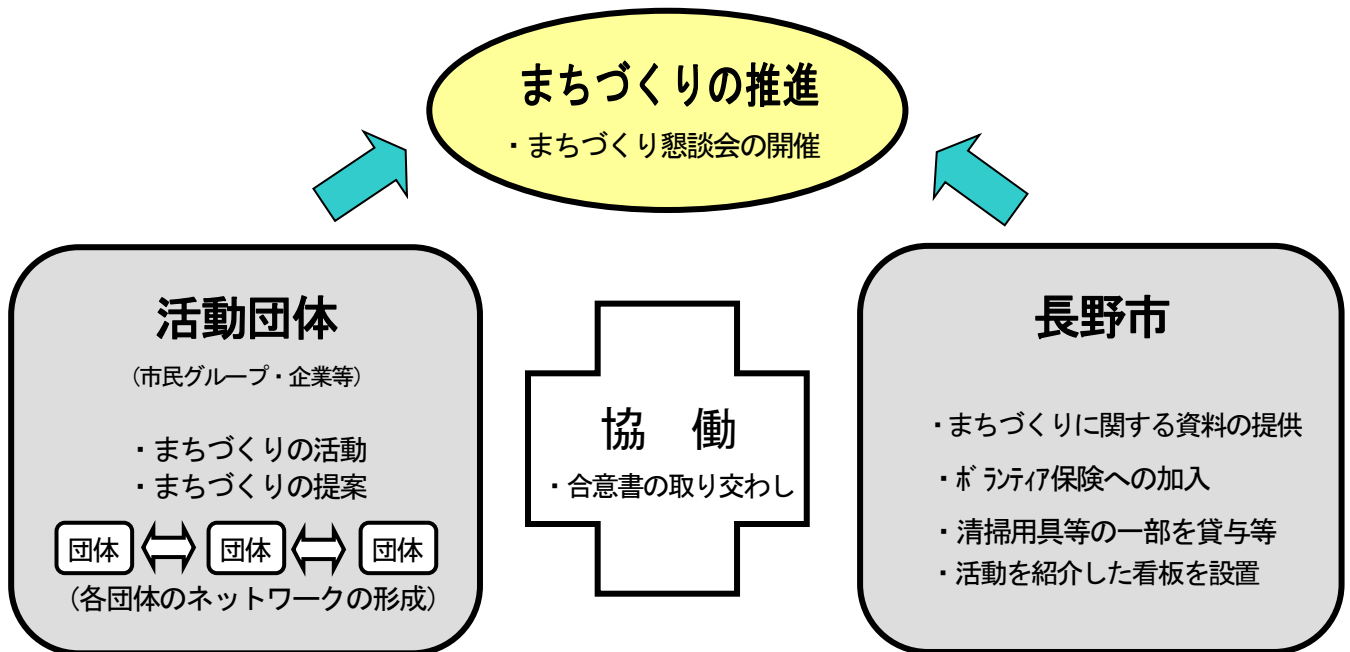 まちづくりの推進
・まちづくり懇談会の開催
活動団体
（市民グループ・企業等）
・まちづくりの活動
・まちづくりの提案
団体 団体 団体
（各団体のネットワークの形成）
協 働
・合意書の取り交わし
長野市
・まちづくりに関する資料の提供
・ﾎﾞﾗﾝﾃｨｱ保険への加入
・清掃用具等の一部を貸与等
・活動を紹介した看板を設置